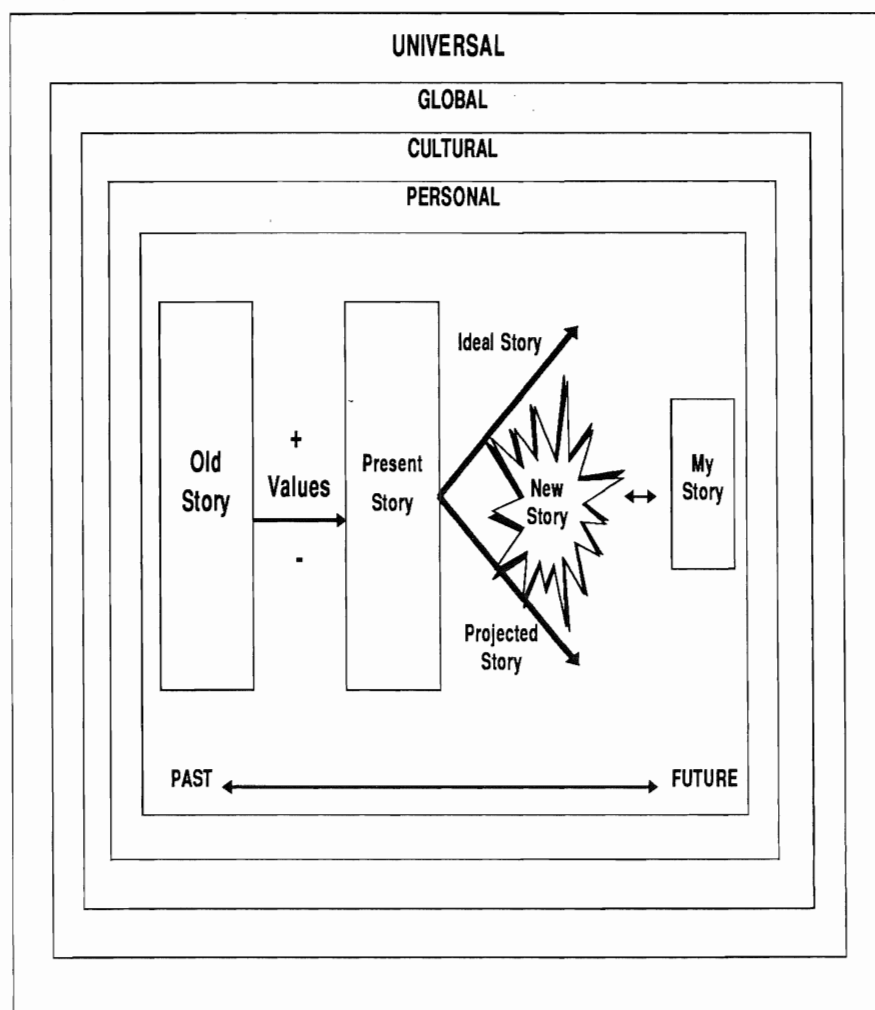 UNIVERSAL
GLOBAL
CULTURAL
PERSONAL
Old
Story
+
Values
-
Present
Story
Ideal Story
New
Story
Projected
Story
My
Story
PAST
FUTURE